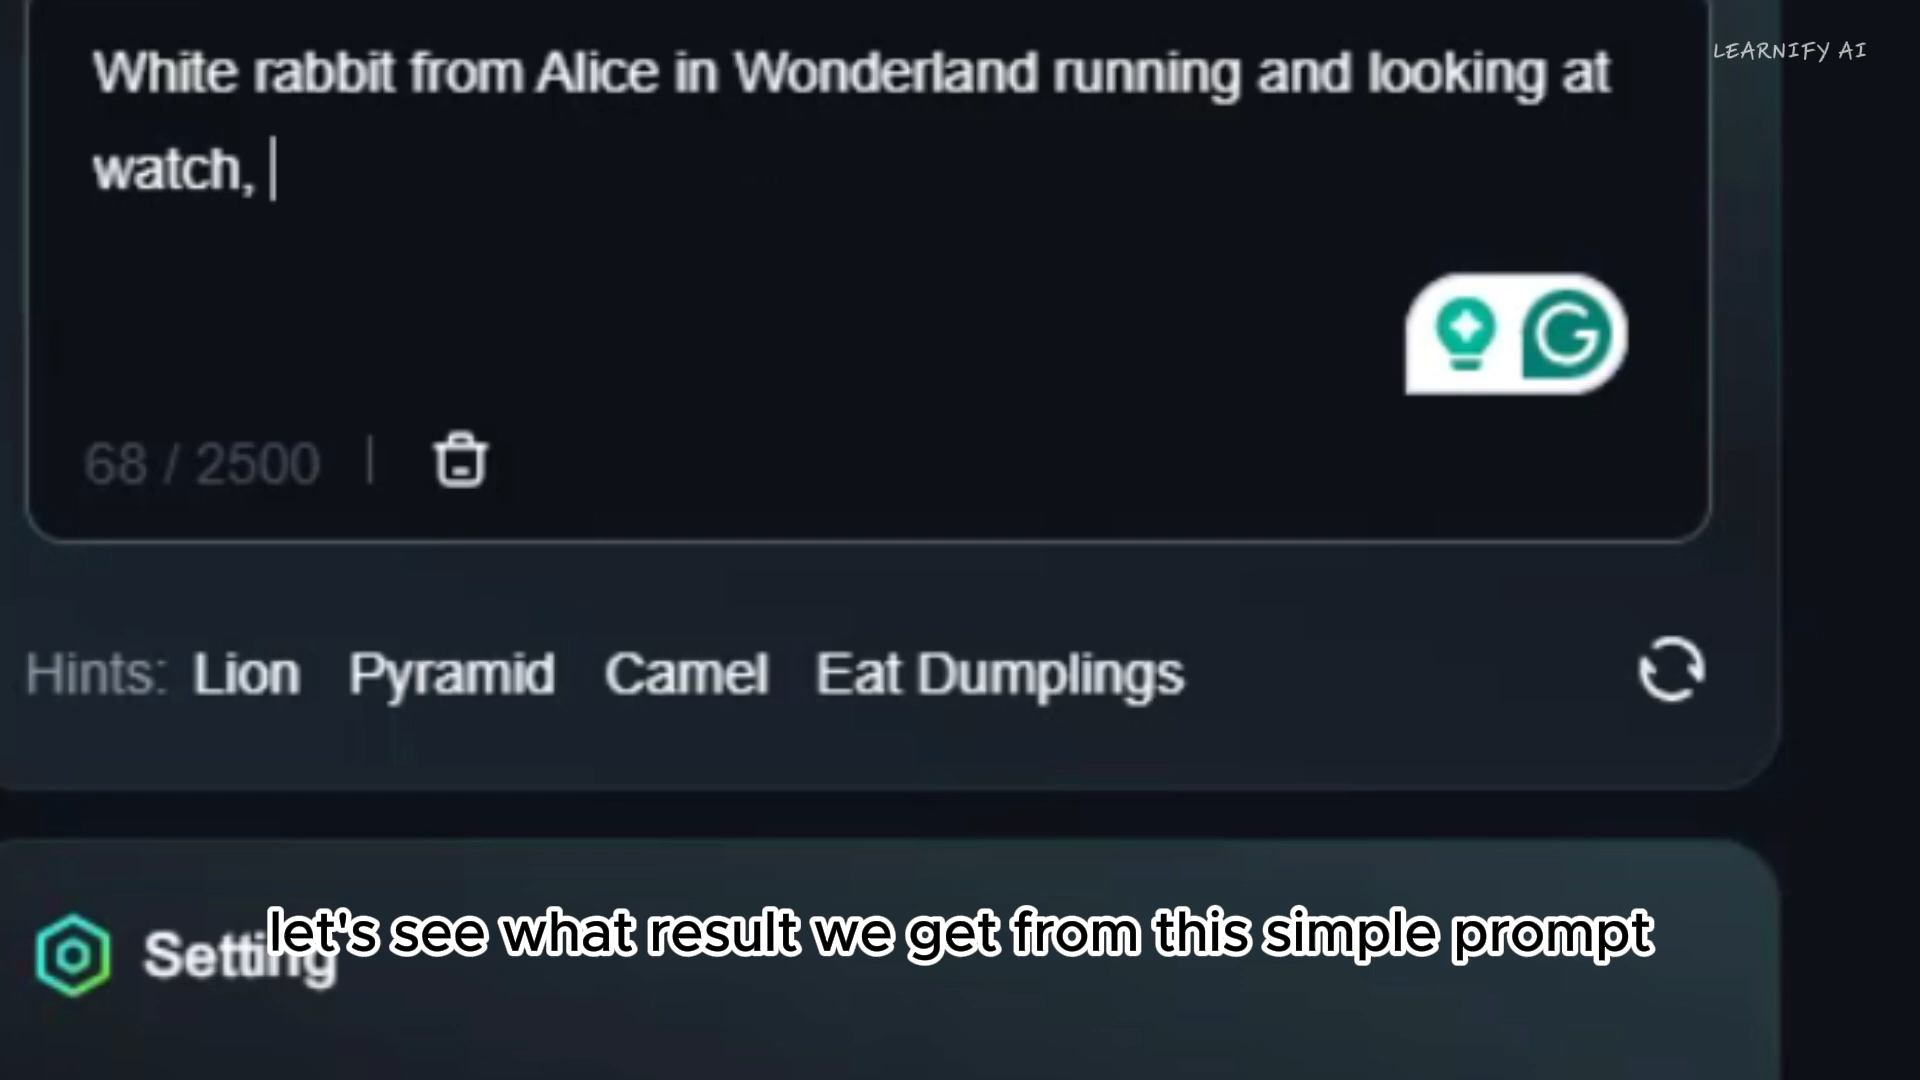 White rabbit from Alice in Wonderland running and looking at
watch,
LEARNIFY AI
68 / 2500
Hints: Lion Pyramid Camel Eat Dumplings
Setting
let's see what result we get from this simple prompt